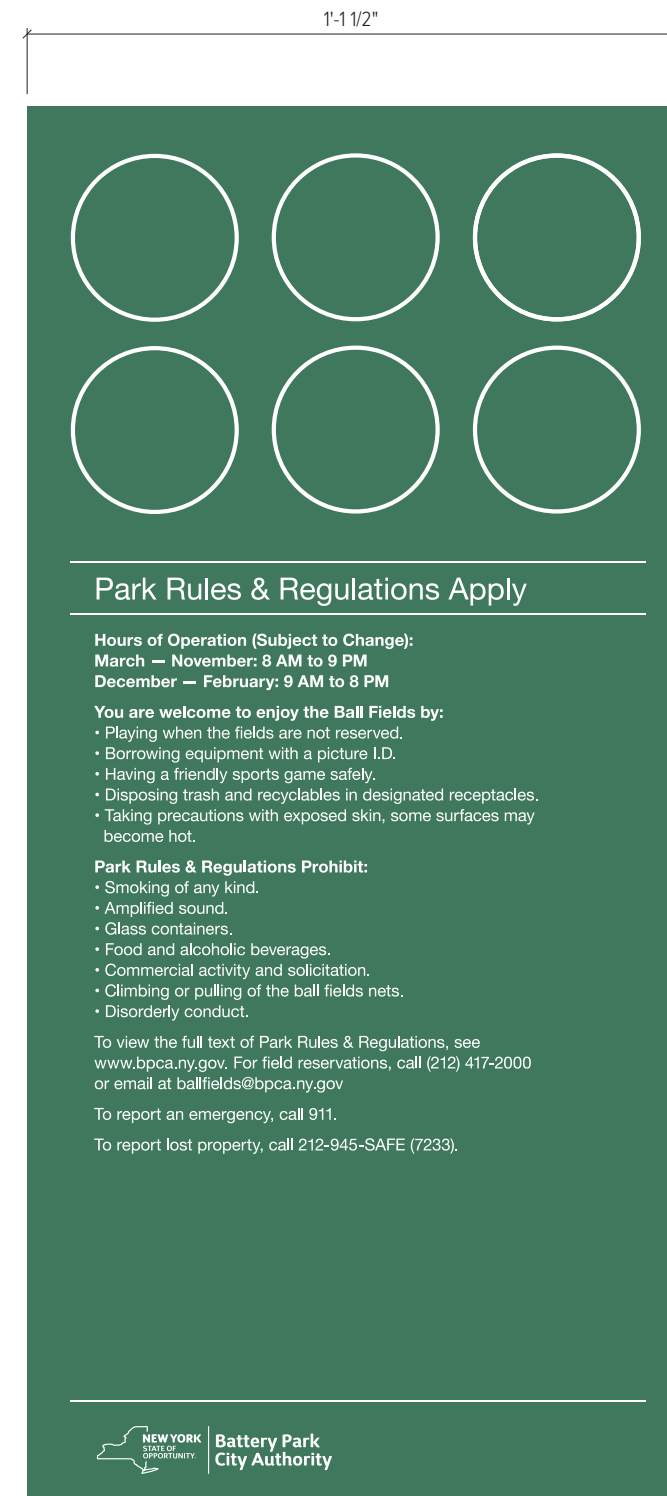 1'-1 1/2"
Park Rules & Regulations Apply
Hours of Operation (Subject to Change):
March — November: 8 AM to 9 PM
December — February: 9 AM to 8 PM
You are welcome to enjoy the Ball Fields by:
• Playing when the fields are not reserved.
• Borrowing equipment with a picture I.D.
• Having a friendly sports game safely.
• Disposing trash and recyclables in designated receptacles.
• Taking precautions with exposed skin, some surfaces may
become hot.
Park Rules & Regulations Prohibit:
• Smoking of any kind.
• Amplified sound.
• Glass containers.
• Food and alcoholic beverages.
• Commercial activity and solicitation.
• Climbing or pulling of the ball fields nets.
• Disorderly conduct.
To view the full text of Park Rules & Regulations, see
www.bpca.ny.gov. For field reservations, call (212) 417-2000
or email at ballfields@bpca.ny.gov
To report an emergency, call 911.
To report lost property, call 212-945-SAFE (7233).
NEW YORK
STATE OF
OPPORTUNITY.
Battery Park
City Authority